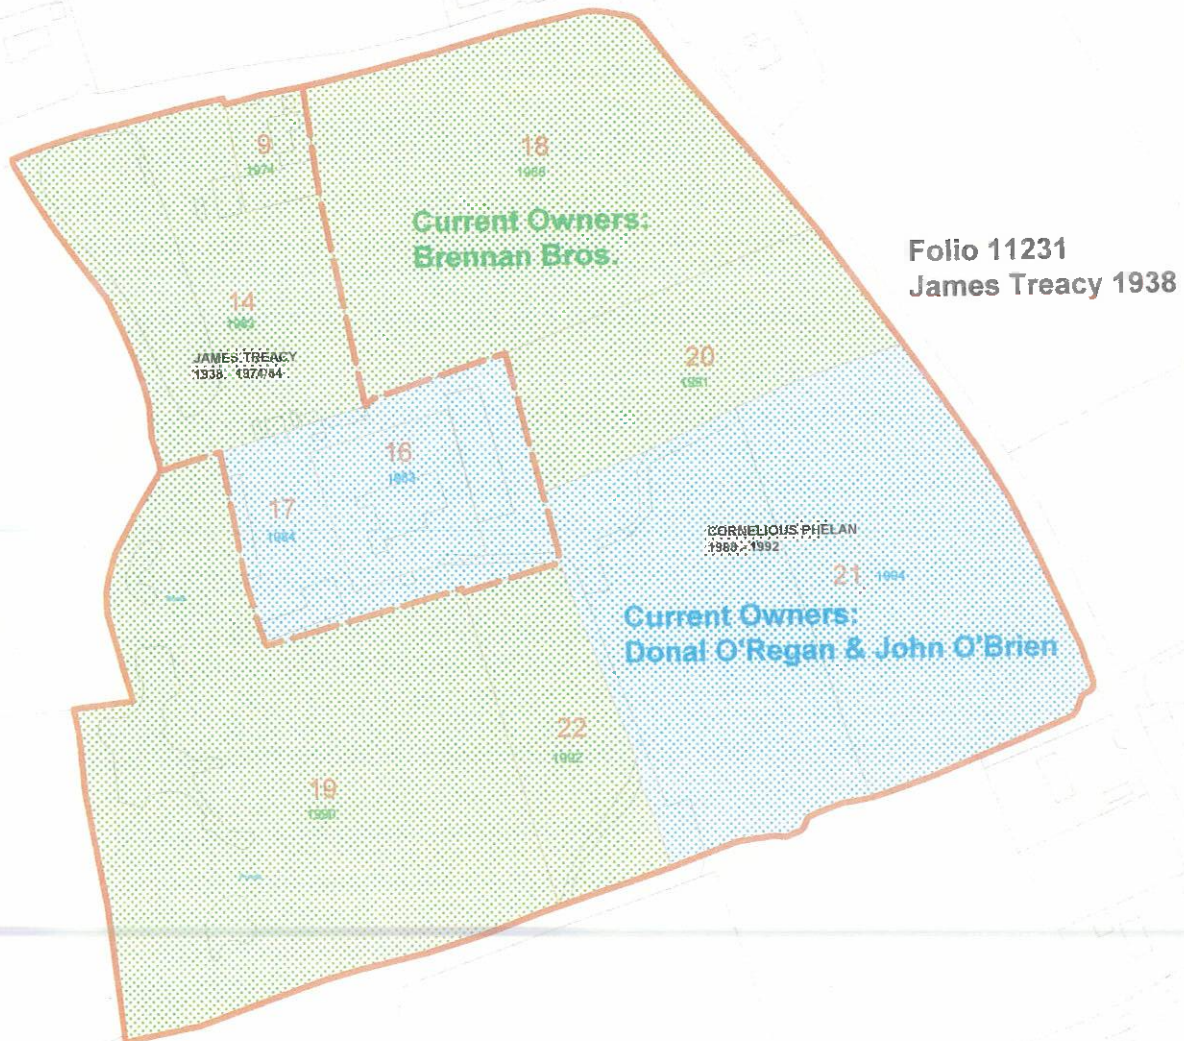 9
1974
18
1988
Current Owners:
Brennan Bros.
Folio 11231
James Treacy 1938
14
1983
JAMES TREACY
1938 - 1974/84
20
1991
16
1983
17
1984
CORNELIOUS PHELAN
1988 - 1992
21 1994
Current Owners:
Donal O'Regan & John O'Brien
22
1992
19
1990